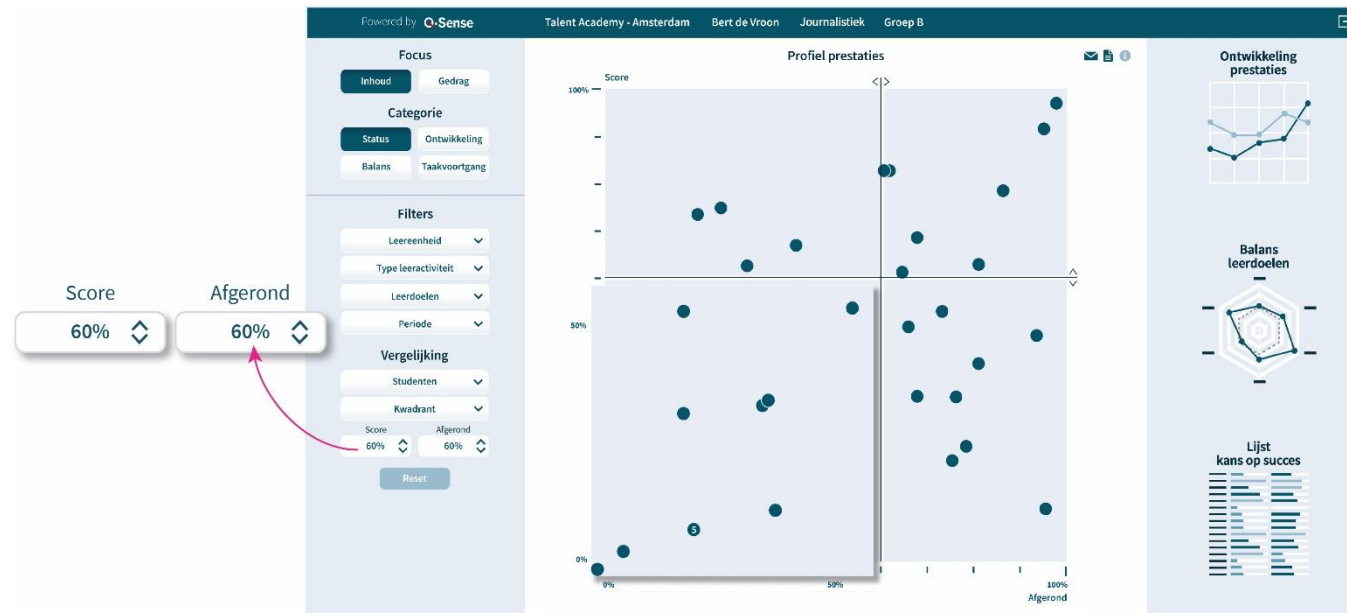 Powered by Q-Sense
Talent Academy - Amsterdam Bert de Vroon Journalistiek Groep B
Focus
Inhoud Gedrag
Categorie
Status Ontwikkeling
Balans Taakvoortgang
Filters
Leereenheid
Type leeractiviteit
Leerdoelen
Periode
Vergelijking
Studenten
Kwadrant
Score Afgerond
60% 60%
Reset
Score Afgerond
60% 60%
Profiel prestaties
Score
100%
50%
0%
5
0% 50% 100%
Afgerond
Ontwikkeling
prestaties
Balans
leerdoelen
Lijst
kans op succes